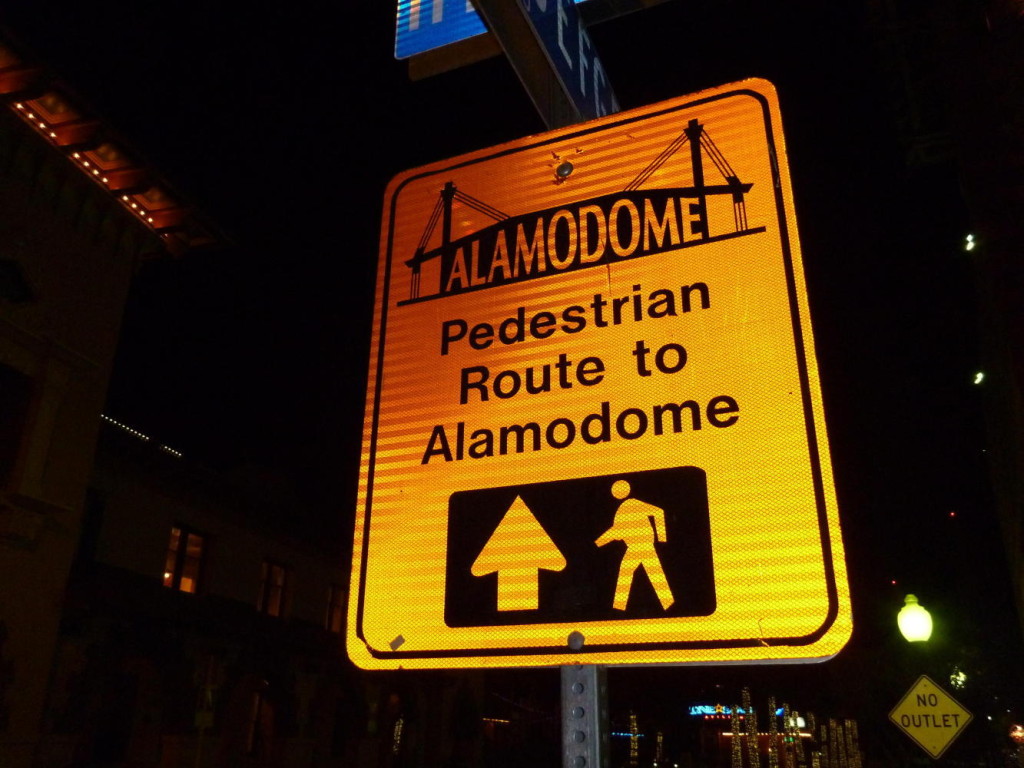 ALAMODOME
Pedestrian
Route to
Alamodome
NO
OUTLET